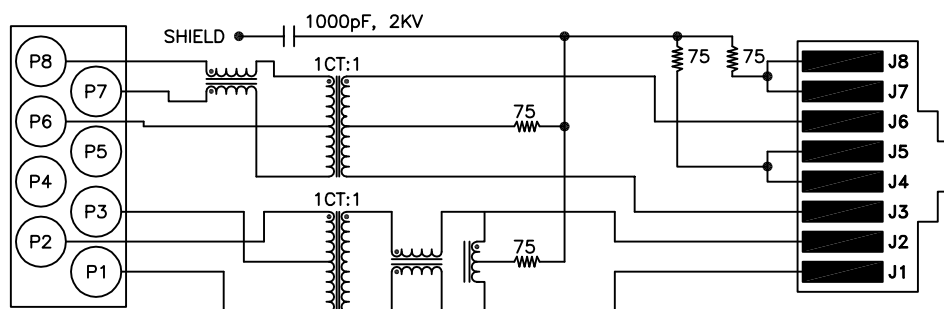 1000pF, 2KV
SHIELD
P8
1CT:1
75
75
J8
P7
J7
P6
75
J6
P5
J5
P4
J4
P3
1CT:1
J3
P2
75
J2
P1
J1